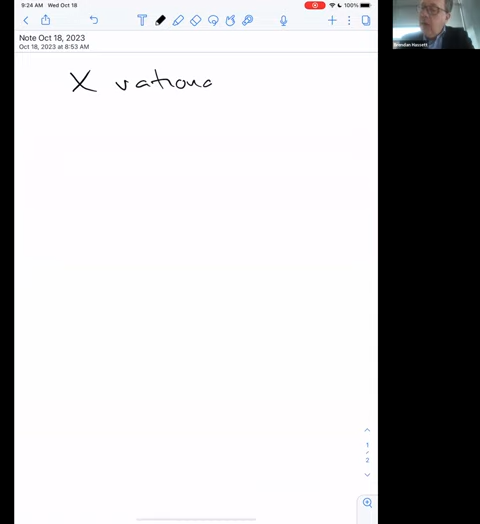 9:24 AM Wed Oct 18
100%
T
Note Oct 18, 2023
Oct 18, 2023 at 8:53 AM
X rationa
1
2
Brendan Hassett